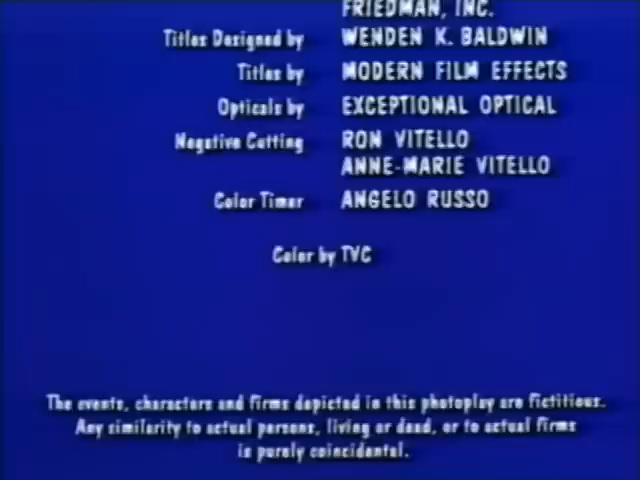 FRIEDMAN, INC.
Titles Designed by WENDEN K. BALDWIN
Titles by MODERN FILM EFFECTS
Opticals by EXCEPTIONAL OPTICAL
Negative Cutting RON VITELLO
ANNE-MARIE VITELLO
Color Timer ANGELO RUSSO
Color by TVC
The events, characters and firms depicted in this photoplay are fictitious.
Any similarity to actual persons, living or dead, or to actual firms
is purely coincidental.